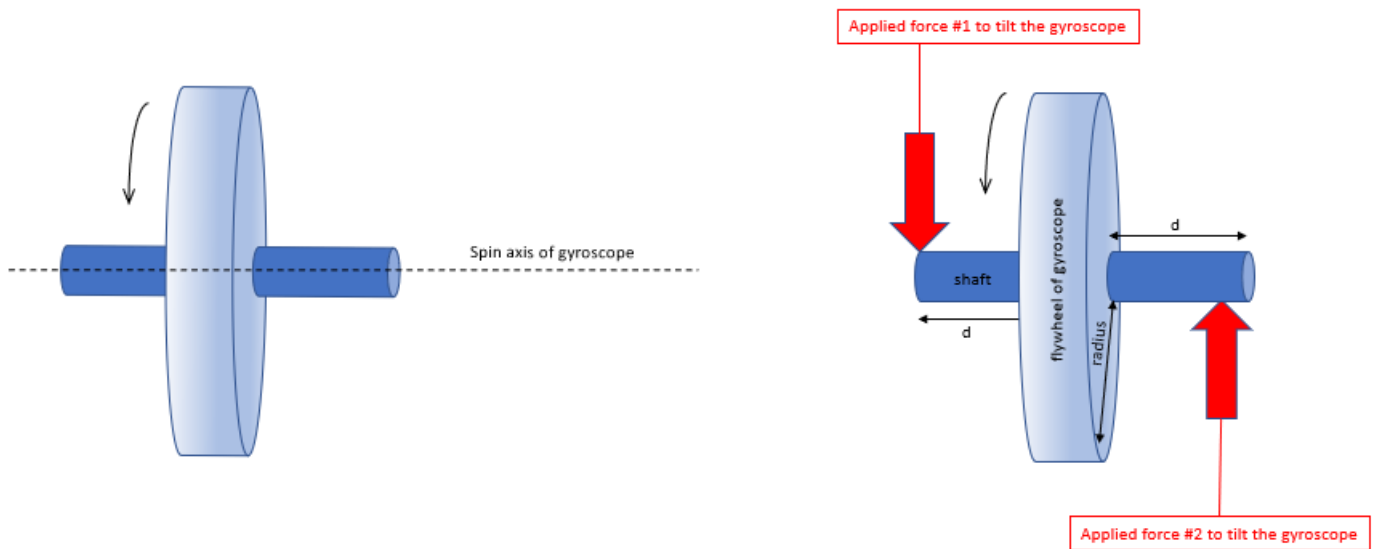 Spin axis of gyroscope
Applied force #1 to tilt the gyroscope
shaft
d
flywheel of gyroscope
radius
d
Applied force #2 to tilt the gyroscope